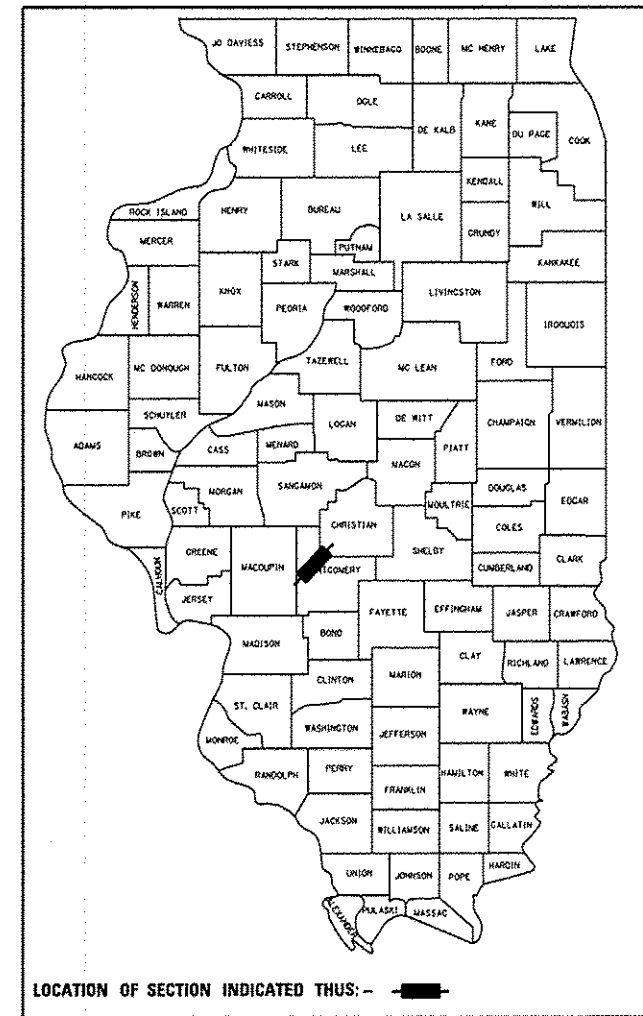 JO DAVIESS STEPHENSON WINNEBAGO BOONE MC HENRY LAKE
CARROLL OGLE DE KALB KANE DU PAGE COOK
WHITESIDE LEE KENDALL WILL
ROCK ISLAND HENRY BUREAU LA SALLE GRUNDY
MERCER PUTNAM KANKAKEE
HENDERSON WARREN KNOX STARK MARSHALL LIVINGSTON
PEORIA WOODFORD IROQUOIS
HANCOCK MC DONOUGH FULTON TAZEWELL MC LEAN FORD
SCHUYLER MASON LOGAN DE WITT CHAMPAIGN VERMILION
ADAMS BROWN CASS MENARD MACON PIATT
PIKE SCOTT MORGAN SANGAMON CHRISTIAN MOULTRIE DOUGLAS EDGAR
COLES
CALHOUN GREENE MACOUPIN NTGOMERY SHELBY CUMBERLAND CLARK
JERSEY FAYETTE EFFINGHAM JASPER CRAWFORD
MADISON BOND CLAY RICHLAND LAWRENCE
CLINTON MARION
ST. CLAIR WAYNE EDWARDS WABASH
MONROE WASHINGTON JEFFERSON
RANDOLPH PERRY FRANKLIN HAMILTON WHITE
JACKSON WILLIAMSON SALINE GALLATIN
UNION JOHNSON POPE HARDIN
ALEXANDER PULASKI MASSAC
LOCATION OF SECTION INDICATED THUS: -